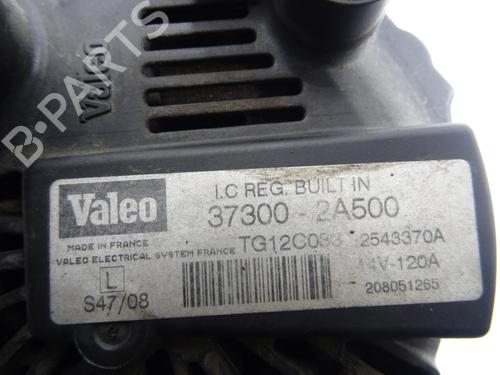 Valeo
B-PARTS
Valeo
I.C REG. BUILT IN
37300 - 2A500
MADE IN FRANCE
VALEO ELECTRICAL SYSTEM FRANCE
2543370A
14V-120A
L
S47/08
208051265